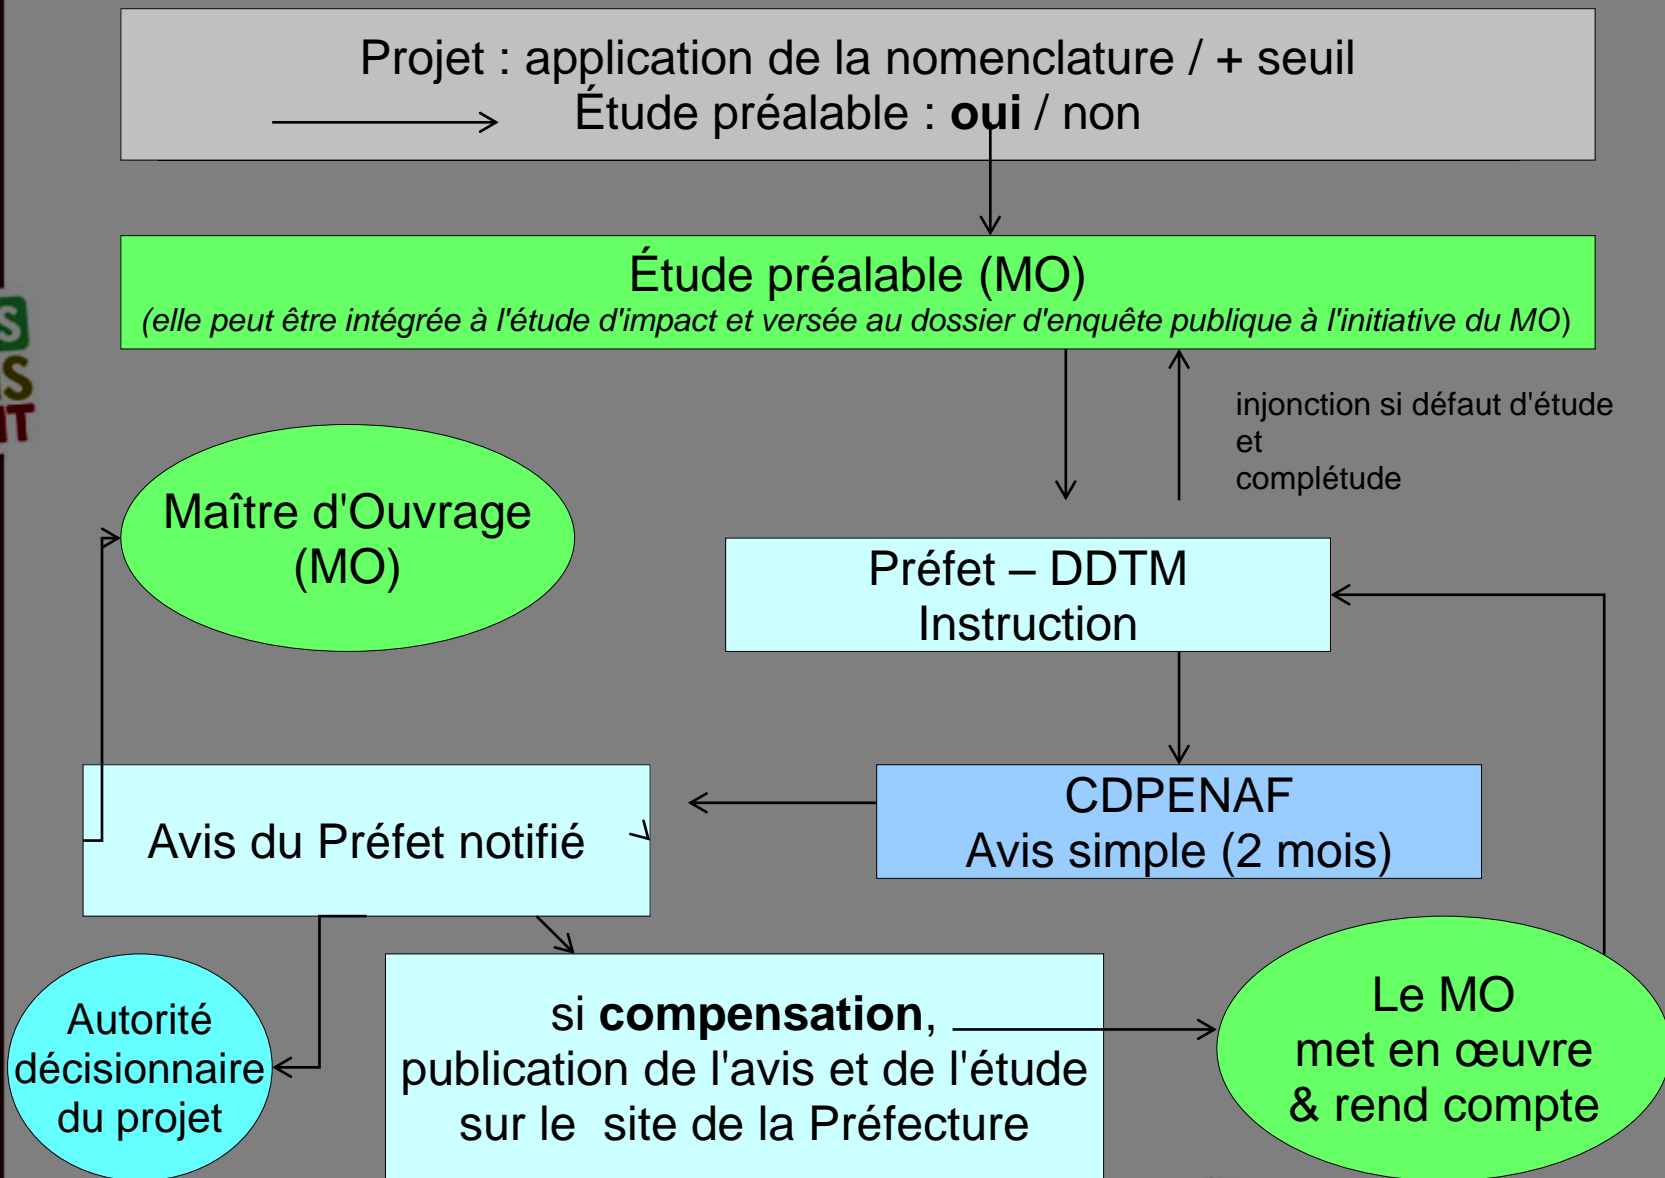 Projet : application de la nomenclature / + seuil
Étude préalable : oui / non
Étude préalable (MO)
(elle peut être intégrée à l'étude d'impact et versée au dossier d'enquête publique à l'initiative du MO)
injonction si défaut d'étude
et
complétude
Maître d'Ouvrage
(MO)
Préfet – DDTM
Instruction
CDPENAF
Avis simple (2 mois)
Avis du Préfet notifié
Autorité
décisionnaire
du projet
si compensation,
publication de l'avis et de l'étude
sur le site de la Préfecture
Le MO
met en œuvre
& rend compte